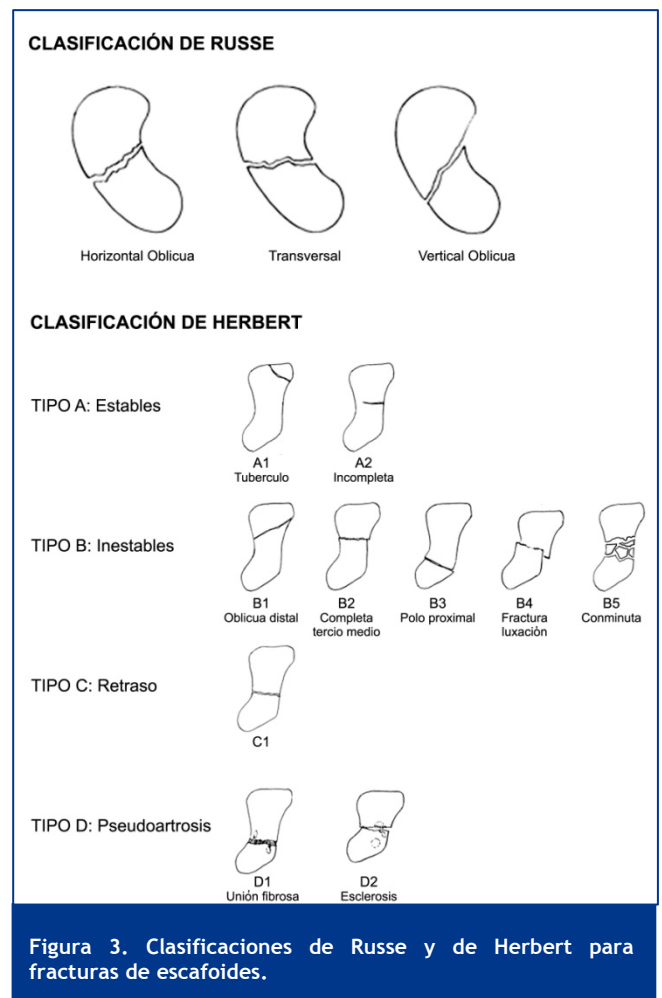 CLASIFICACIÓN DE RUSSE
Horizontal Oblicua
Transversal
Vertical Oblicua
CLASIFICACIÓN DE HERBERT
TIPO A: Estables
A1
Tuberculo
A2
Incompleta
TIPO B: Inestables
B1
Oblicua distal
B2
Completa
tercio medio
B3
Polo proximal
B4
Fractura
luxación
B5
Conminuta
TIPO C: Retraso
C1
TIPO D: Pseudoartrosis
D1
Unión fibrosa
D2
Esclerosis
Figura 3. Clasificaciones de Russe y de Herbert para
fracturas de escafoides.